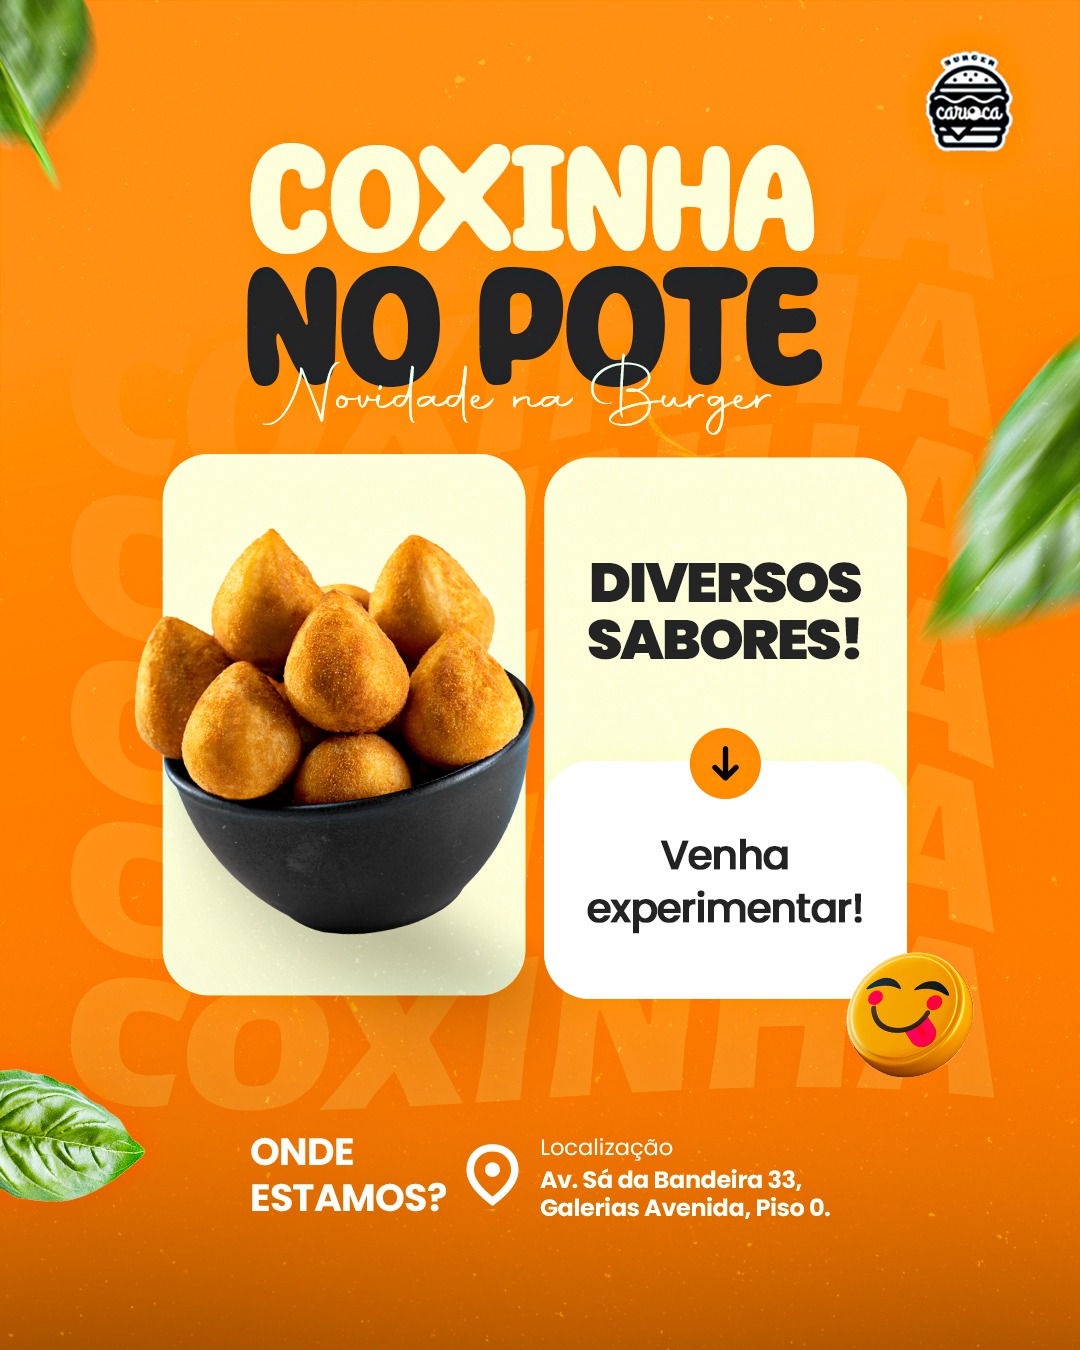 BURGER
carioca
COXINHA
NO POTE
Novidade na Burger
DIVERSOS
SABORES!
Venha
experimentar!
COXINHA
ONDE
ESTAMOS?
Localização
Av. Sá da Bandeira 33,
Galerias Avenida, Piso 0.